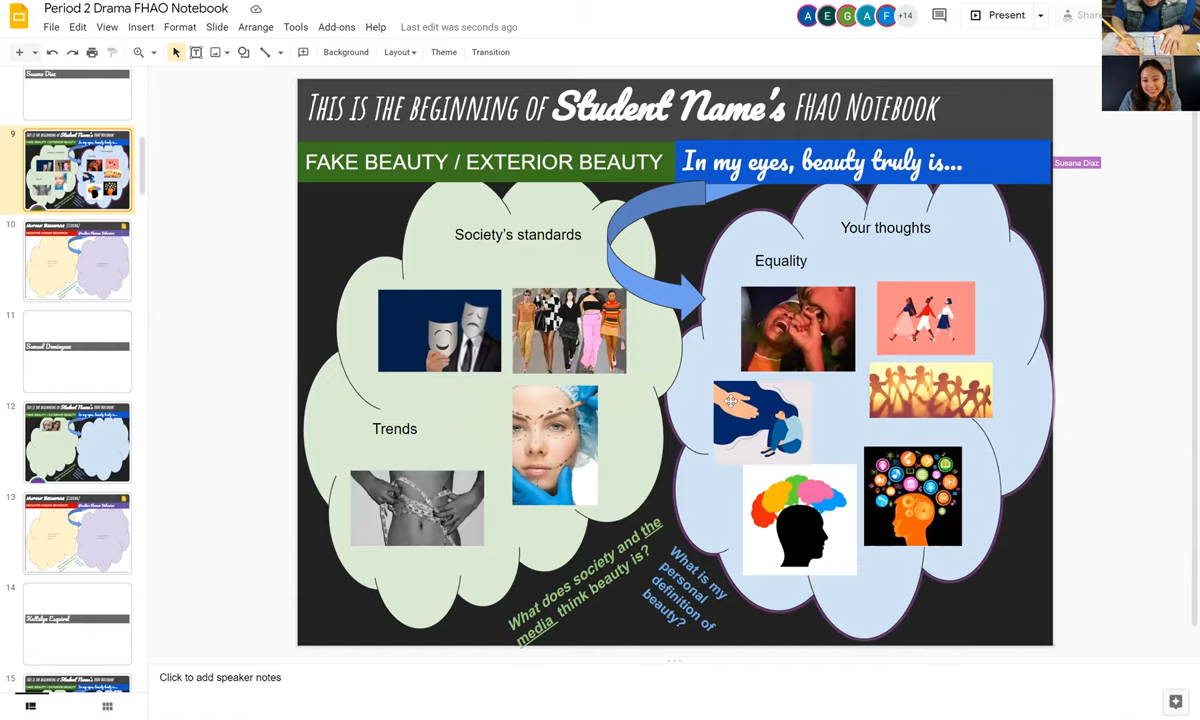 Period 2 Drama FHAO Notebook
File Edit View Insert Format Slide Arrange Tools Add-ons Help Last edit was seconds ago
A E G A F +14
Present
Share
Background Layout Theme Transition
Susana Diaz
9
10
11
Samuel Dominguez
12
13
14
15
THIS IS THE BEGINNING OF Student Name's FHAO NOTEBOOK
FAKE BEAUTY / EXTERIOR BEAUTY
In my eyes, beauty truly is...
Susana Diaz
Society's standards
Trends
Your thoughts
Equality
What does society and the
media think beauty is?
What is my
personal
definition of
beauty?
Click to add speaker notes